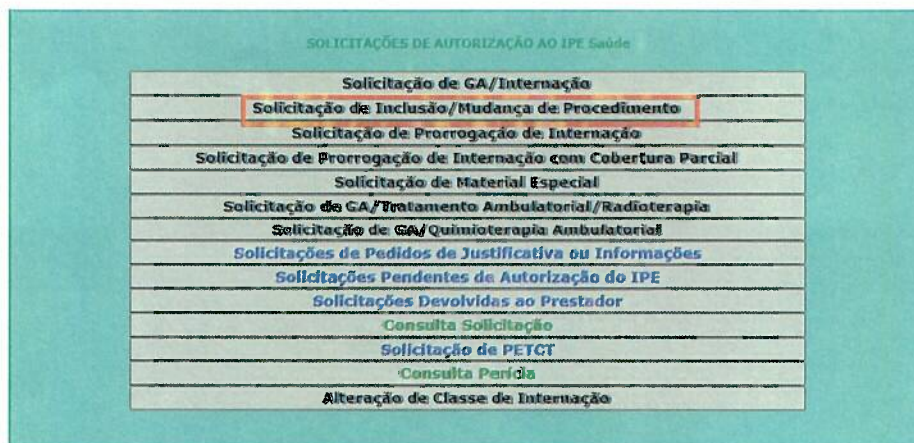 SOLICITAÇÕES DE AUTORIZAÇÃO AO IPE Saúde
Solicitação de GA/Internação
Solicitação de Inclusão/Mudança de Procedimento
Solicitação de Prorrogação de Internação
Solicitação de Prorrogação de Internação com Cobertura Parcial
Solicitação de Material Especial
Solicitação de GA/Tratamento Ambulatorial/Radioterapia
Solicitação de GA/Quimioterapia Ambulatorial
Solicitações de Pedidos de Justificativa ou Informações
Solicitações Pendentes de Autorização do IPE
Solicitações Devolvidas ao Prestador
Consulta Solicitação
Solicitação de PETCT
Consulta Perícia
Alteração de Classe de Internação